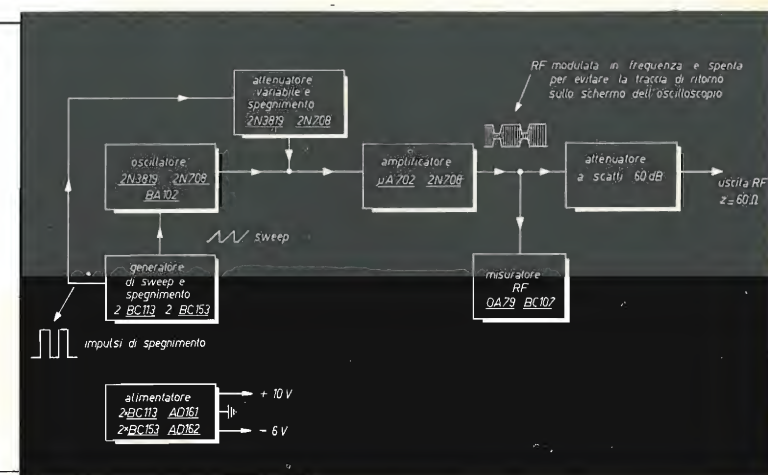 attenuatore
variabile e
spegnimento
2N3819 2N708
RF modulata in frequenza e spenta
per evitare la traccia di ritorno
sullo schermo dell'oscilloscopio
oscillatore
2N3819 2N708
BA102
amplificatore
µA702 2N708
attenuatore
a scatti 60 dB
uscita RF
z=60Ω
sweep
generatore
di sweep e
spegnimento
2 BC113 2 BC153
misuratore
RF
OA79 BC107
impulsi di spegnimento
alimentatore
2×BC113 AD161
2×BC153 AD162
+ 10 V
– 6 V